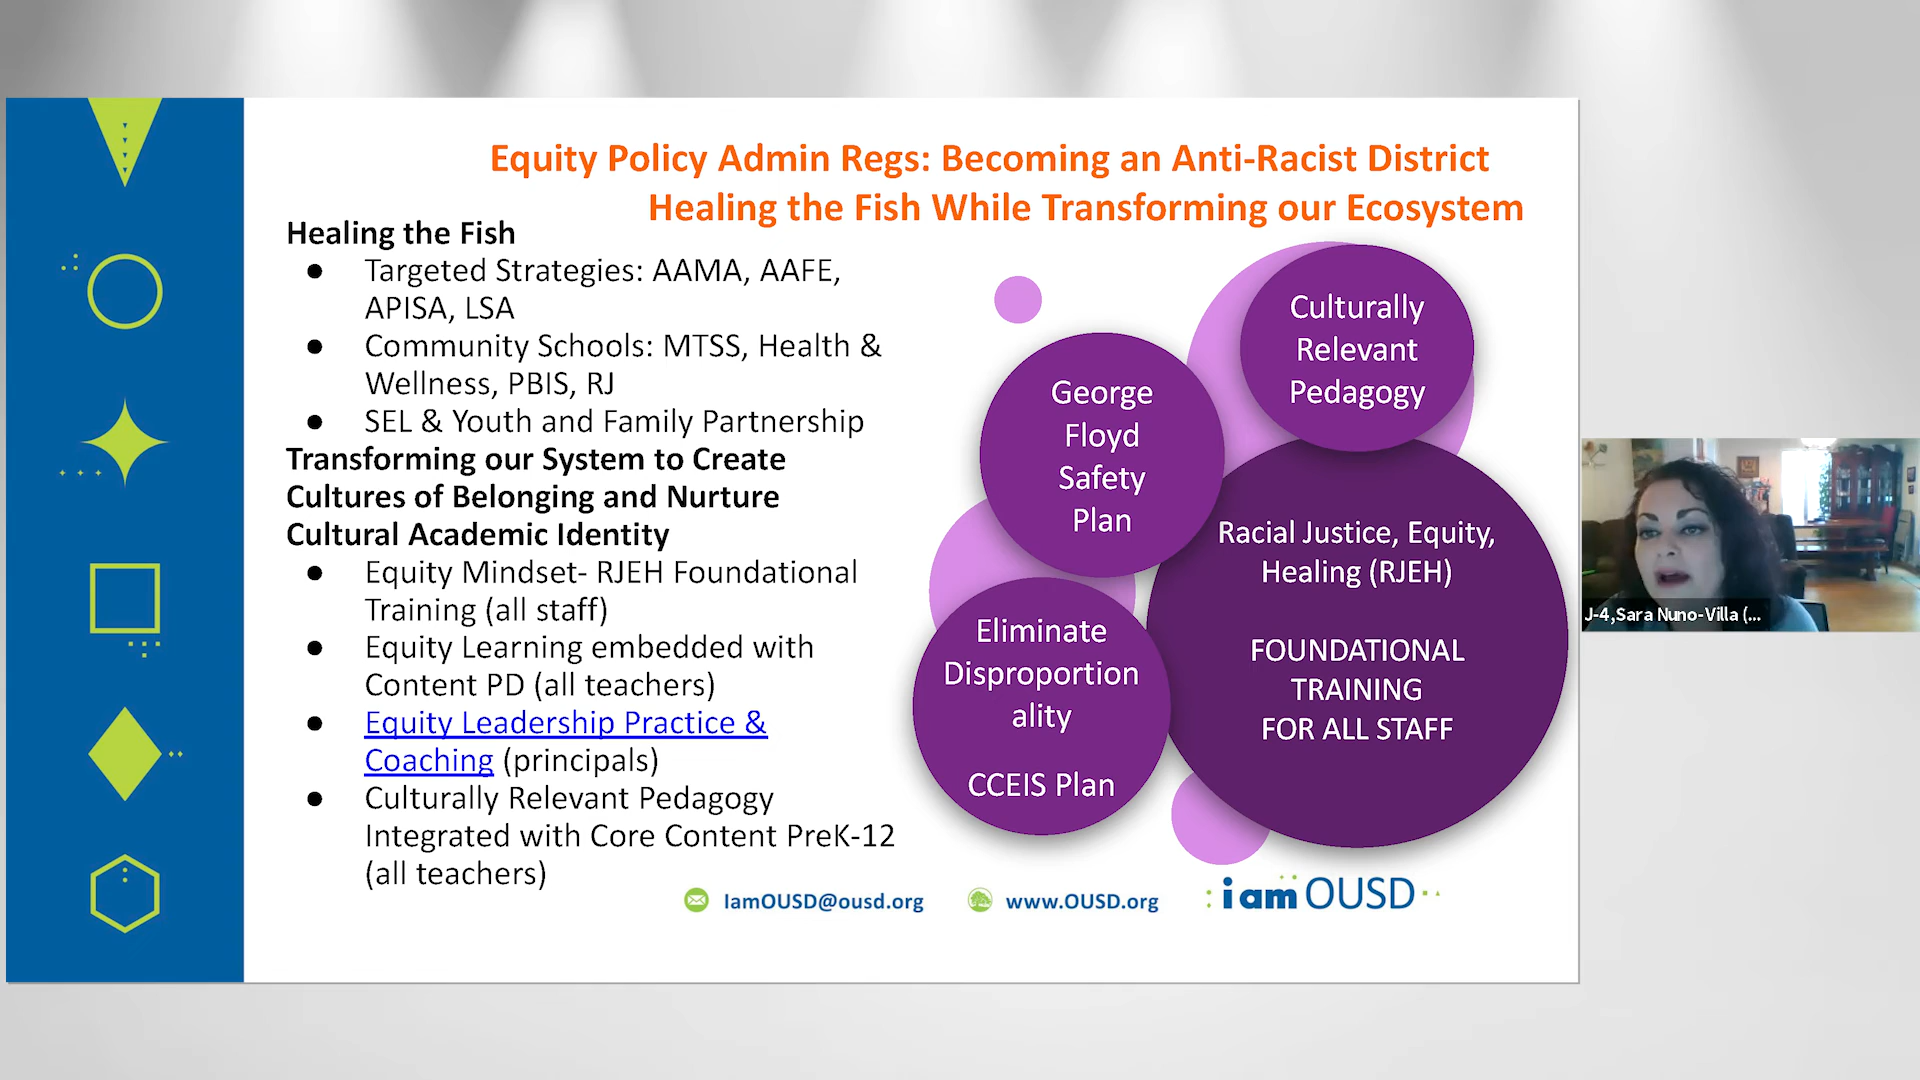 Equity Policy Admin Regs: Becoming an Anti-Racist District
Healing the Fish While Transforming our Ecosystem
Healing the Fish
● Targeted Strategies: AAMA, AAFE,
APISA, LSA
● Community Schools: MTSS, Health &
Wellness, PBIS, RJ
● SEL & Youth and Family Partnership
Transforming our System to Create
Cultures of Belonging and Nurture
Cultural Academic Identity
● Equity Mindset- RJEH Foundational
Training (all staff)
● Equity Learning embedded with
Content PD (all teachers)
● Equity Leadership Practice &
Coaching (principals)
● Culturally Relevant Pedagogy
Integrated with Core Content PreK-12
(all teachers)
Culturally
Relevant
Pedagogy
George
Floyd
Safety
Plan
Racial Justice, Equity,
Healing (RJEH)
FOUNDATIONAL
TRAINING
FOR ALL STAFF
Eliminate
Disproportion
ality
CCEIS Plan
IamOUSD@ousd.org
www.OUSD.org
i am OUSD
J-4,Sara Nuno-Villa (...